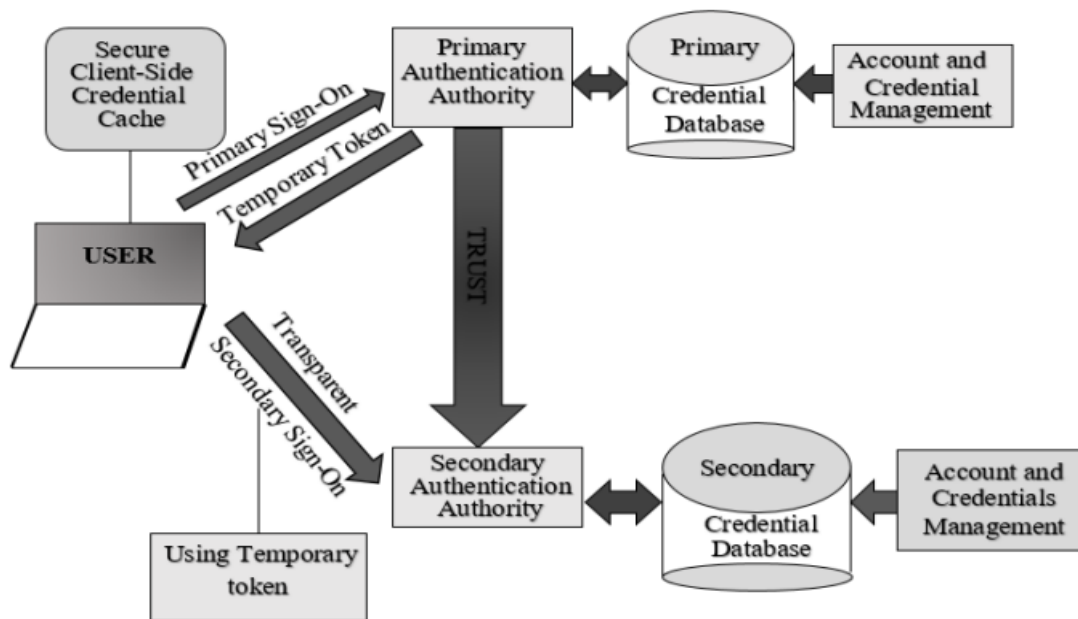 Secure
Client-Side
Credential
Cache
Primary
Authentication
Authority
Primary
Credential
Database
Account and
Credential
Management
Primary Sign-On
Temporary Token
USER
TRUST
Transparent
Secondary Sign-On
Secondary
Authentication
Authority
Secondary
Credential
Database
Account and
Credentials
Management
Using Temporary
token